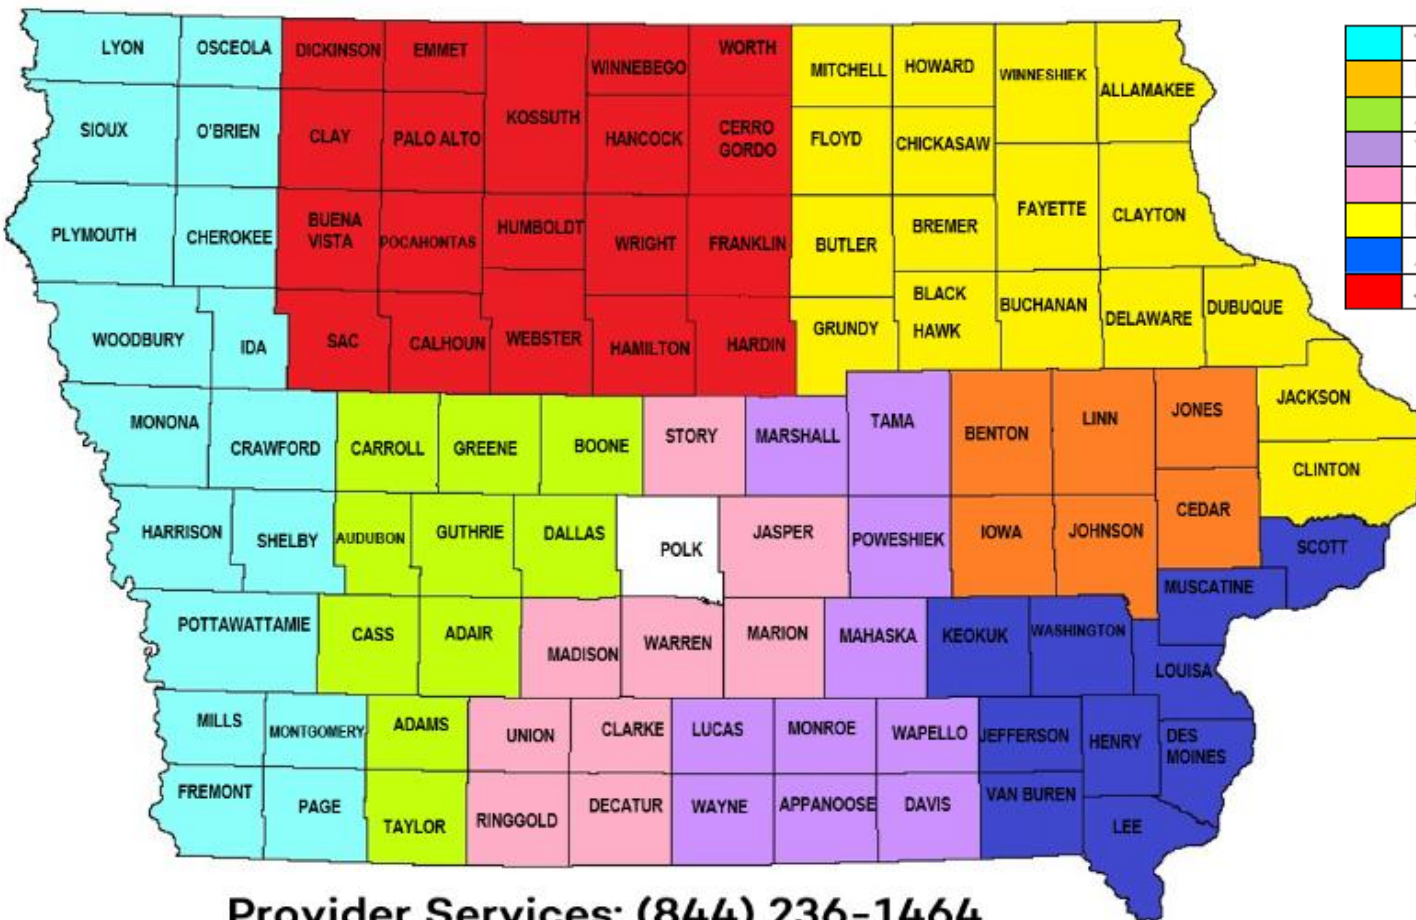 LYON
OSCEOLA
DICKINSON
EMMET
KOSSUTH
WINNEBEGO
WORTH
MITCHELL
HOWARD
WINNESHIEK
ALLAMAKEE
SIOUX
O'BRIEN
CLAY
PALO ALTO
HANCOCK
CERRO
GORDO
FLOYD
CHICKASAW
PLYMOUTH
CHEROKEE
BUENA
VISTA
POCAHONTAS
HUMBOLDT
WRIGHT
FRANKLIN
BUTLER
BREMER
FAYETTE
CLAYTON
WOODBURY
IDA
SAC
CALHOUN
WEBSTER
HAMILTON
HARDIN
GRUNDY
BLACK
HAWK
BUCHANAN
DELAWARE
DUBUQUE
MONONA
CRAWFORD
CARROLL
GREENE
BOONE
STORY
MARSHALL
TAMA
BENTON
LINN
JONES
JACKSON
CLINTON
HARRISON
SHELBY
AUDUBON
GUTHRIE
DALLAS
POLK
JASPER
POWESHIEK
IOWA
JOHNSON
CEDAR
SCOTT
MUSCATINE
POTTAWATTAMIE
CASS
ADAIR
MADISON
WARREN
MARION
MAHASKA
KEOKUK
WASHINGTON
LOUISA
MILLS
MONTGOMERY
ADAMS
UNION
CLARKE
LUCAS
MONROE
WAPELLO
JEFFERSON
HENRY
DES
MOINES
FREMONT
PAGE
TAYLOR
RINGGOLD
DECATUR
WAYNE
APPANOOSE
DAVIS
VAN BUREN
LEE
Provider Services: (844) 236-1464